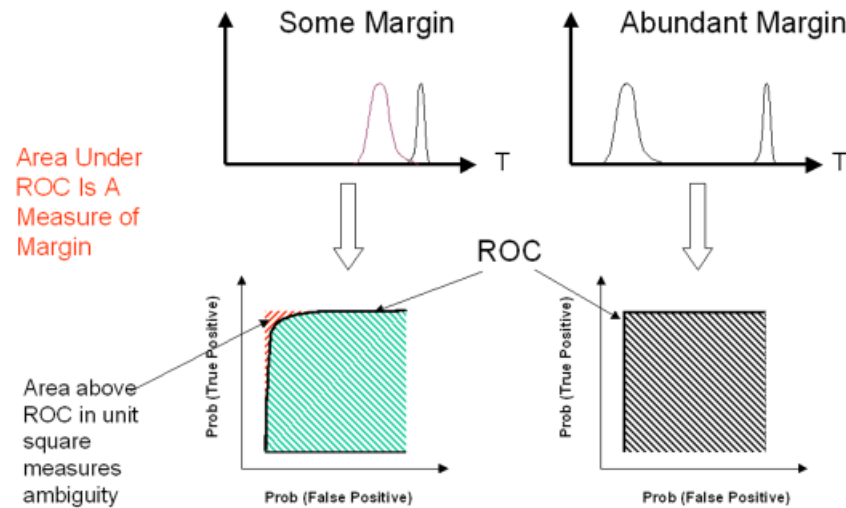 Some Margin
Abundant Margin
T
T
Area Under
ROC Is A
Measure of
Margin
ROC
Prob (True Positive)
Prob (True Positive)
Area above
ROC in unit
square
measures
ambiguity
Prob (False Positive)
Prob (False Positive)